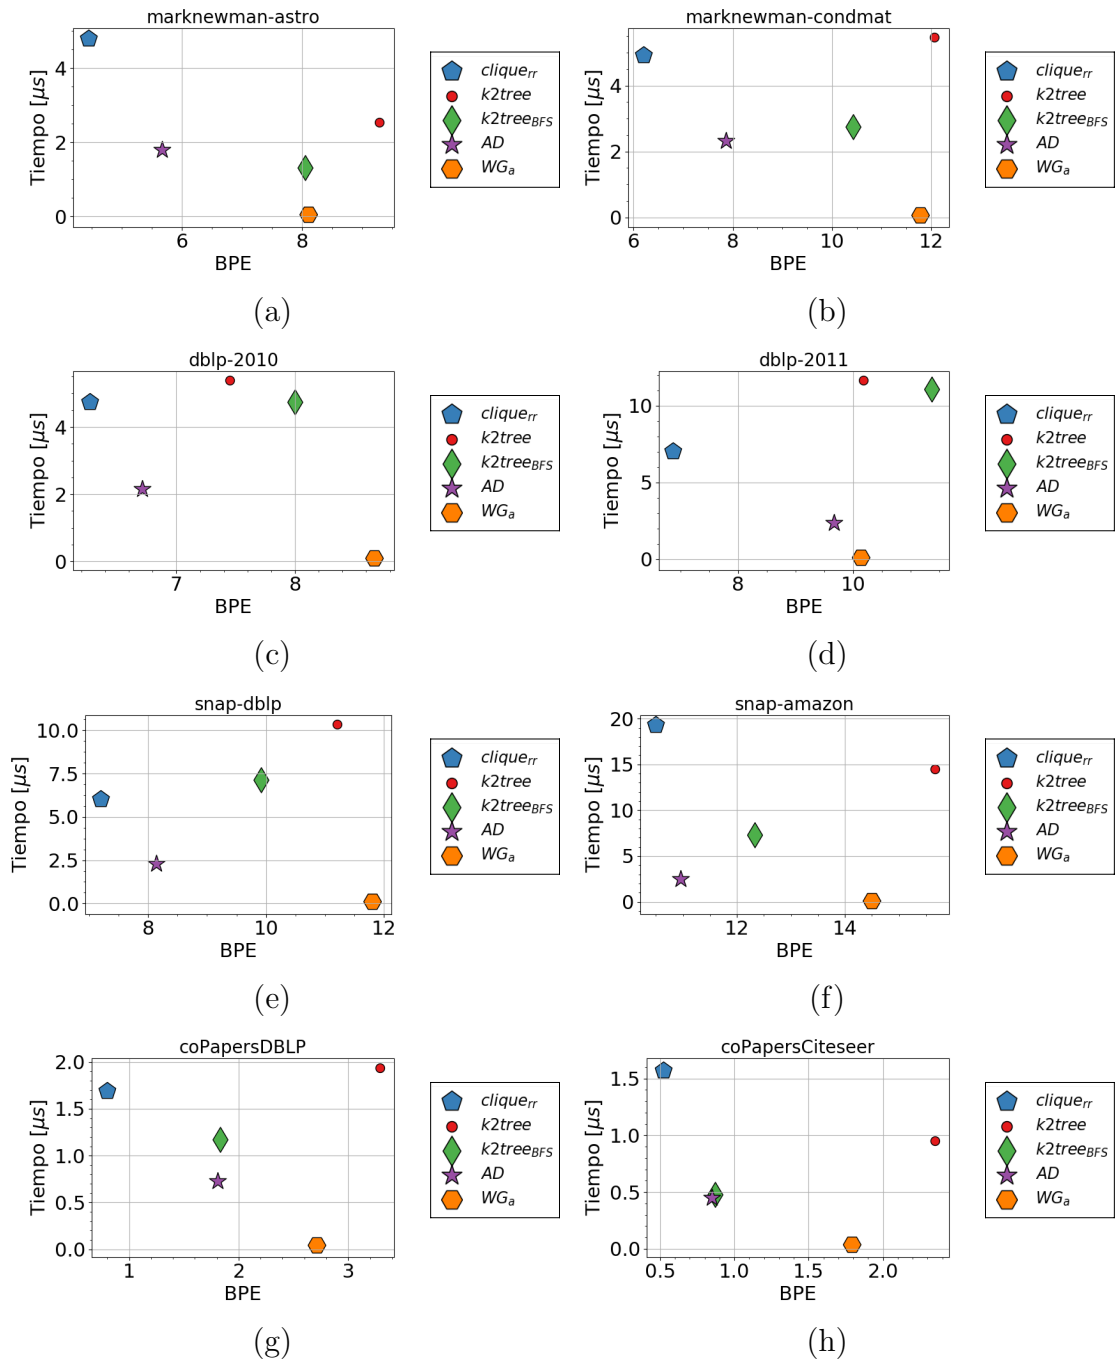 marknewman-astro
Tiempo [μs]
4
2
0
6 8
BPE
clique_rr
k2tree
k2tree_BFS
AD
WG_a
(a)
marknewman-condmat
Tiempo [μs]
4
2
0
6 8 10 12
BPE
clique_rr
k2tree
k2tree_BFS
AD
WG_a
(b)
dblp-2010
Tiempo [μs]
4
2
0
7 8
BPE
clique_rr
k2tree
k2tree_BFS
AD
WG_a
(c)
dblp-2011
Tiempo [μs]
10
5
0
8 10
BPE
clique_rr
k2tree
k2tree_BFS
AD
WG_a
(d)
snap-dblp
Tiempo [μs]
10.0
7.5
5.0
2.5
0.0
8 10 12
BPE
clique_rr
k2tree
k2tree_BFS
AD
WG_a
(e)
snap-amazon
Tiempo [μs]
20
15
10
5
0
12 14
BPE
clique_rr
k2tree
k2tree_BFS
AD
WG_a
(f)
coPapersDBLP
Tiempo [μs]
2.0
1.5
1.0
0.5
0.0
1 2 3
BPE
clique_rr
k2tree
k2tree_BFS
AD
WG_a
(g)
coPapersCiteseer
Tiempo [μs]
1.5
1.0
0.5
0.0
0.5 1.0 1.5 2.0
BPE
clique_rr
k2tree
k2tree_BFS
AD
WG_a
(h)